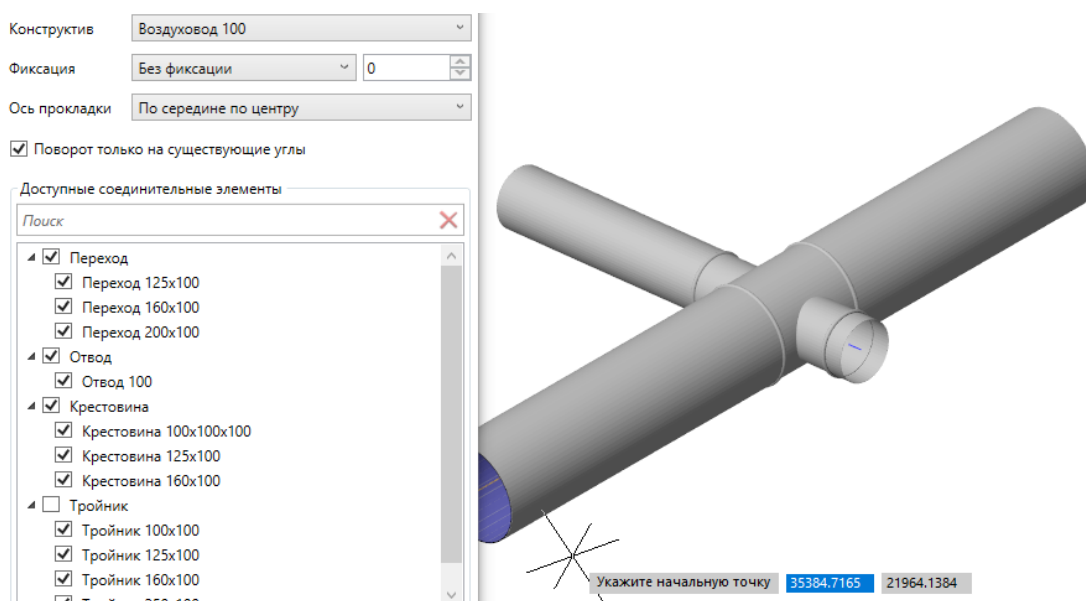 Конструктив Воздуховод 100
Фиксация Без фиксации 0
Ось прокладки По середине по центру
Поворот только на существующие углы
Доступные соединительные элементы
Поиск
Переход
Переход 125x100
Переход 160x100
Переход 200x100
Отвод
Отвод 100
Крестовина
Крестовина 100x100x100
Крестовина 125x100
Крестовина 160x100
Тройник
Тройник 100x100
Тройник 125x100
Тройник 160x100
Укажите начальную точку 35384.7165 21964.1384